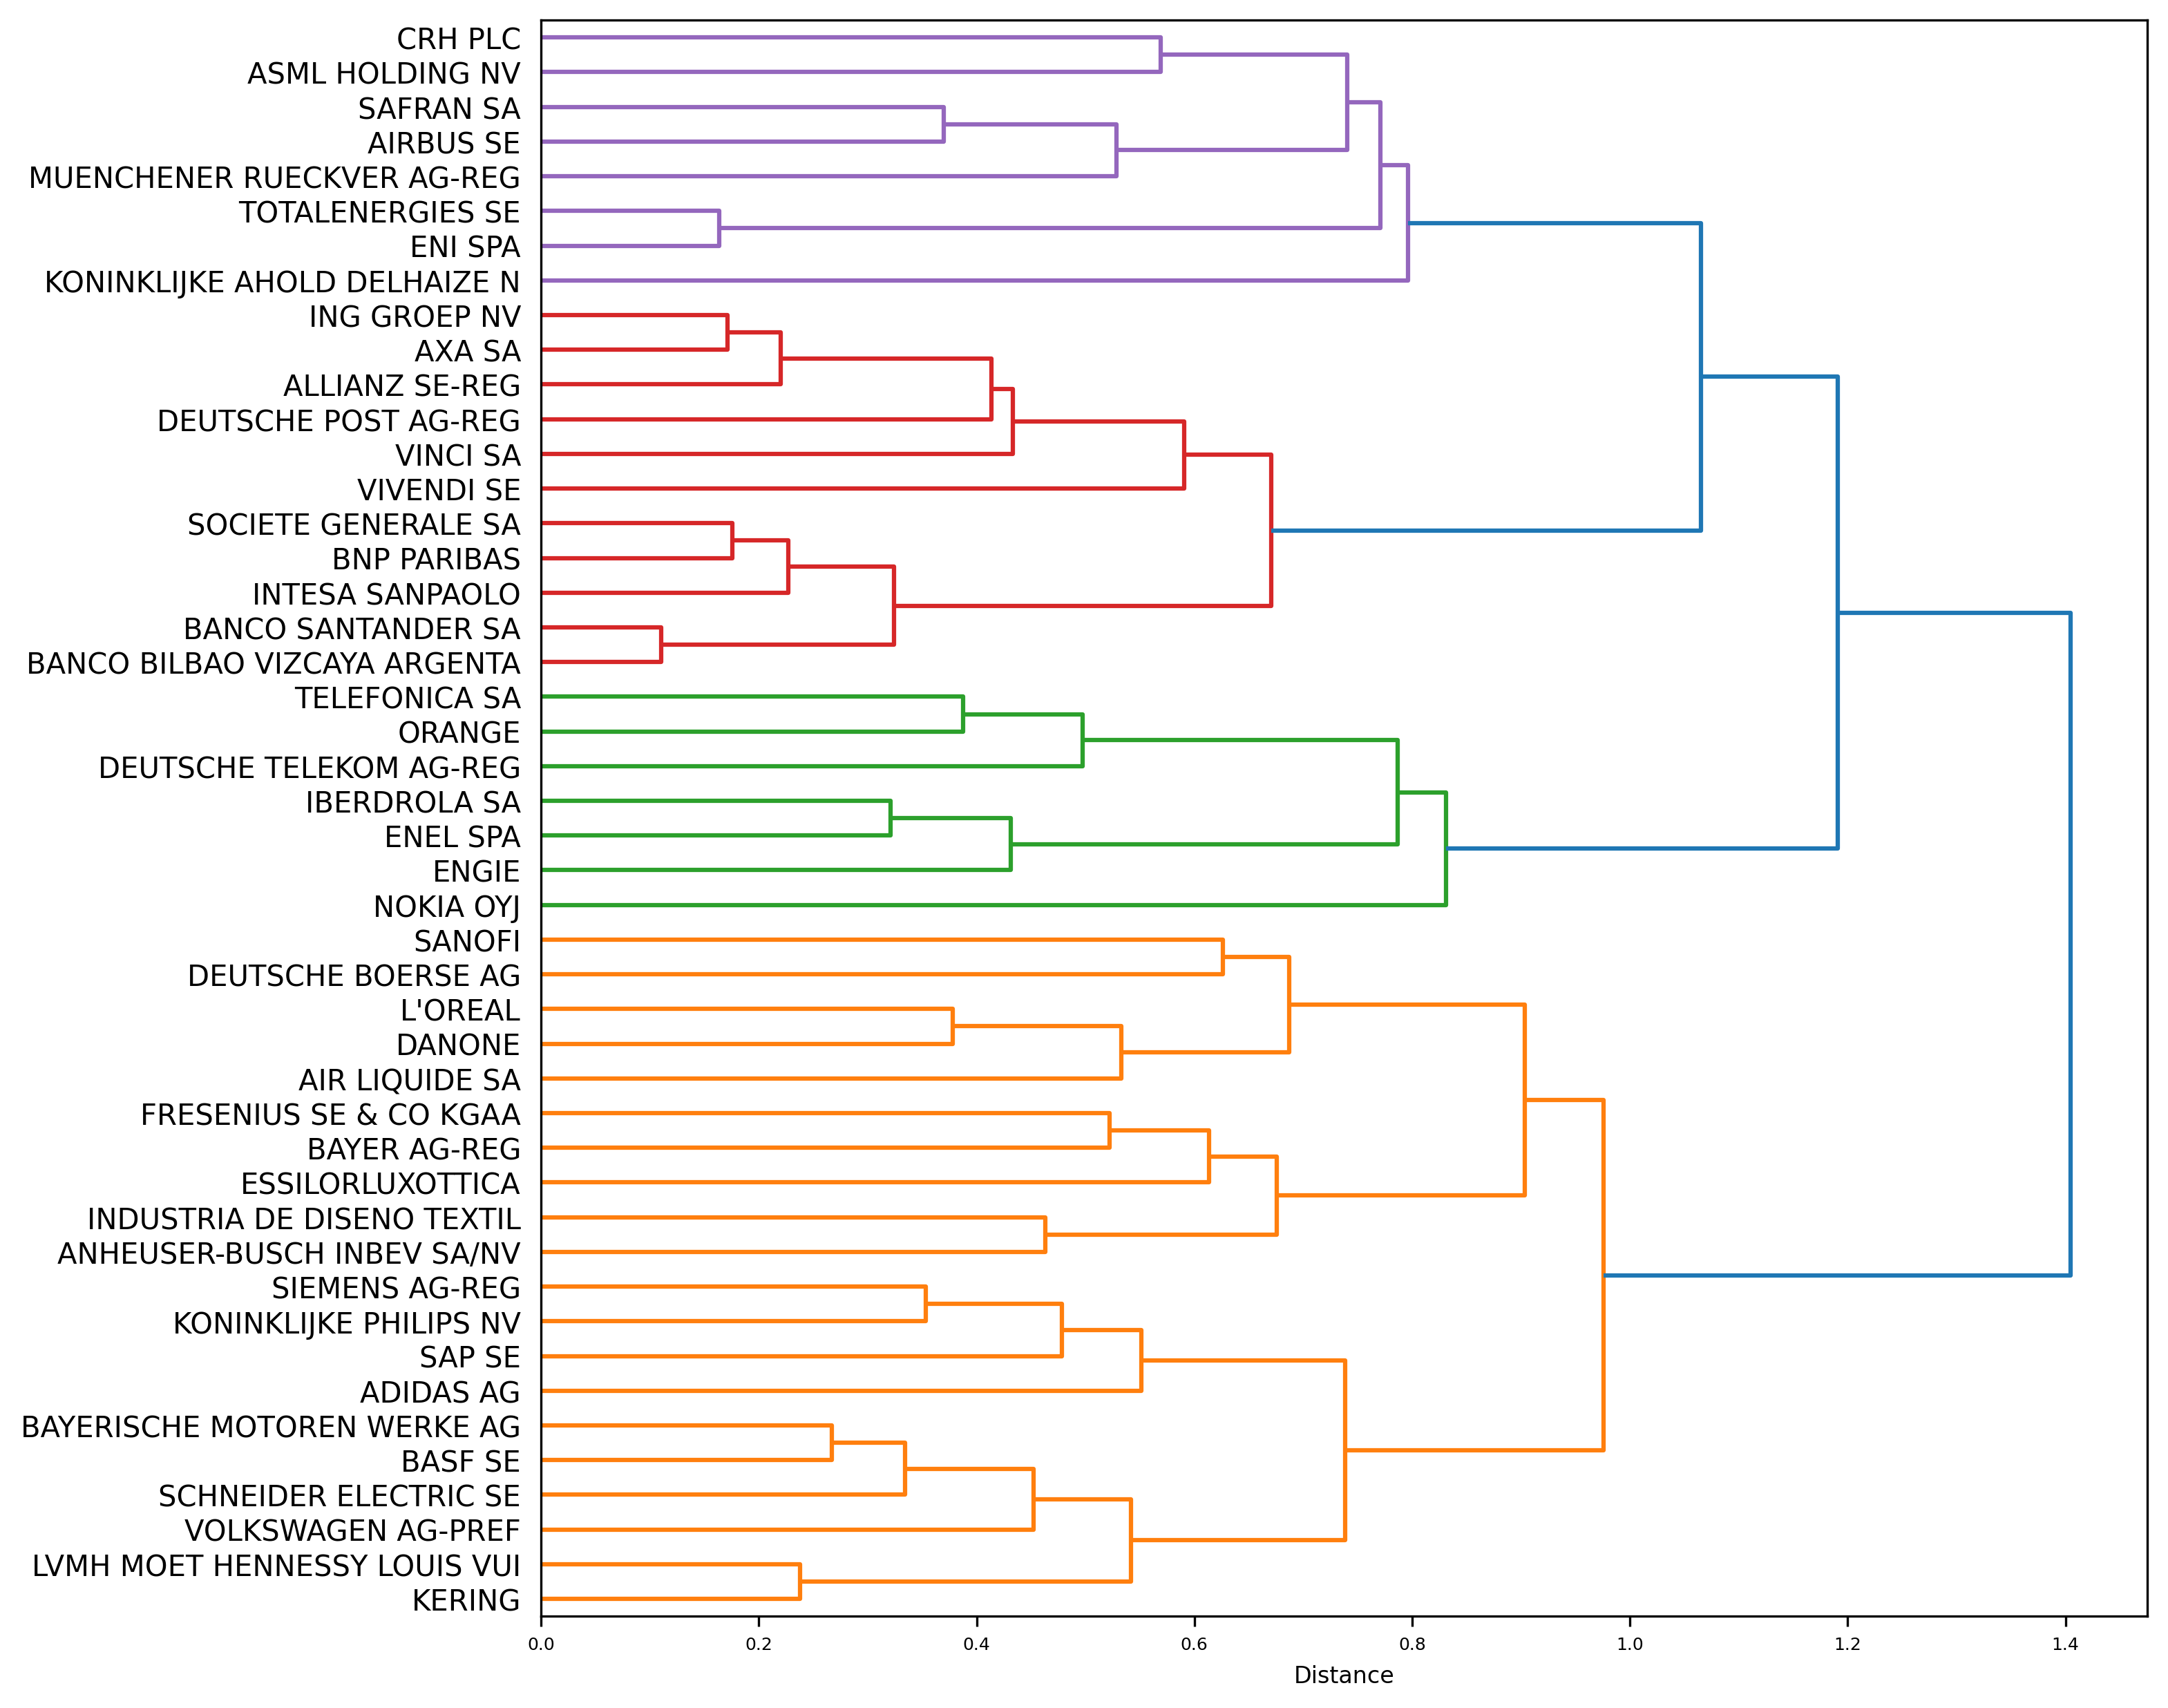 CRH PLC
ASML HOLDING NV
SAFRAN SA
AIRBUS SE
MUENCHENER RUECKVER AG-REG
TOTALENERGIES SE
ENI SPA
KONINKLIJKE AHOLD DELHAIZE N
ING GROEP NV
AXA SA
ALLIANZ SE-REG
DEUTSCHE POST AG-REG
VINCI SA
VIVENDI SE
SOCIETE GENERALE SA
BNP PARIBAS
INTESA SANPAOLO
BANCO SANTANDER SA
BANCO BILBAO VIZCAYA ARGENTA
TELEFONICA SA
ORANGE
DEUTSCHE TELEKOM AG-REG
IBERDROLA SA
ENEL SPA
ENGIE
NOKIA OYJ
SANOFI
DEUTSCHE BOERSE AG
L'OREAL
DANONE
AIR LIQUIDE SA
FRESENIUS SE & CO KGAA
BAYER AG-REG
ESSILORLUXOTTICA
INDUSTRIA DE DISENO TEXTIL
ANHEUSER-BUSCH INBEV SA/NV
SIEMENS AG-REG
KONINKLIJKE PHILIPS NV
SAP SE
ADIDAS AG
BAYERISCHE MOTOREN WERKE AG
BASF SE
SCHNEIDER ELECTRIC SE
VOLKSWAGEN AG-PREF
LVMH MOET HENNESSY LOUIS VUI
KERING
0.0 0.2 0.4 0.6 0.8 1.0 1.2 1.4
Distance